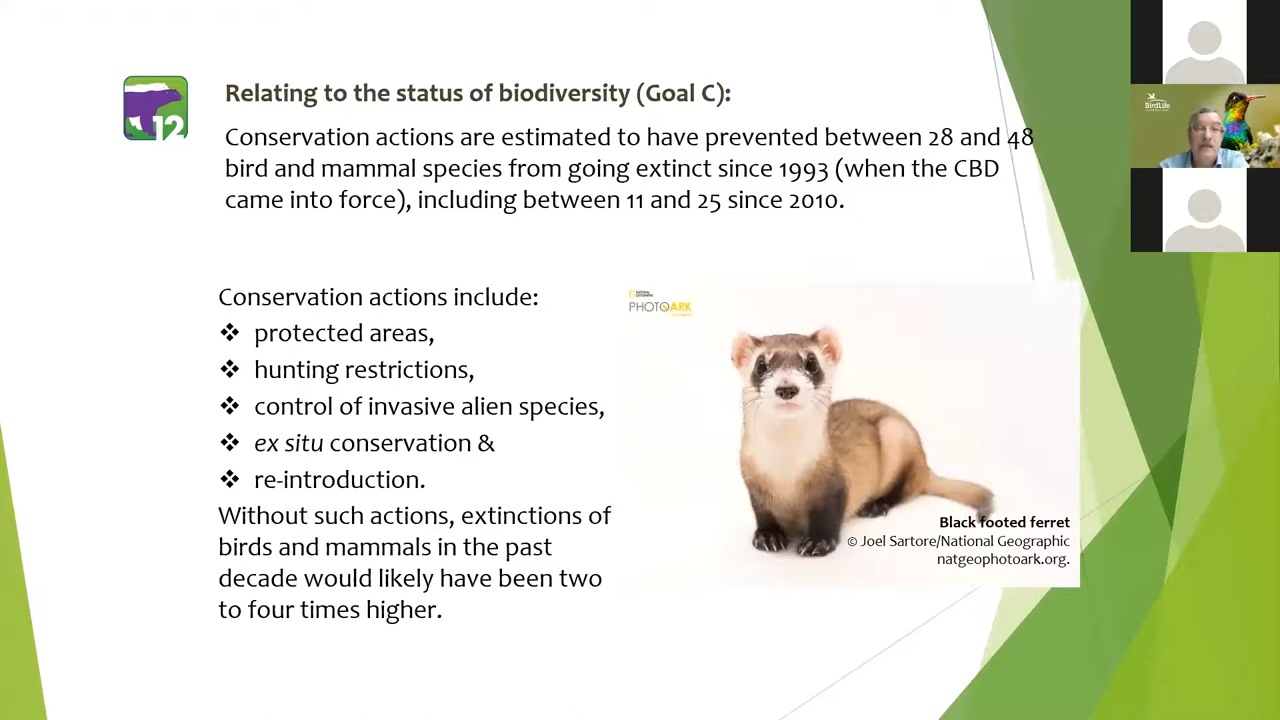 Relating to the status of biodiversity (Goal C):
12
Conservation actions are estimated to have prevented between 28 and 48
bird and mammal species from going extinct since 1993 (when the CBD
came into force), including between 11 and 25 since 2010.
BirdLife
Conservation actions include:
❖ protected areas,
❖ hunting restrictions,
❖ control of invasive alien species,
❖ ex situ conservation &
❖ re-introduction.
Without such actions, extinctions of
birds and mammals in the past
decade would likely have been two
to four times higher.
NATIONAL
GEOGRAPHIC
PHOTOARK
Black footed ferret
© Joel Sartore/National Geographic
natgeophotoark.org.